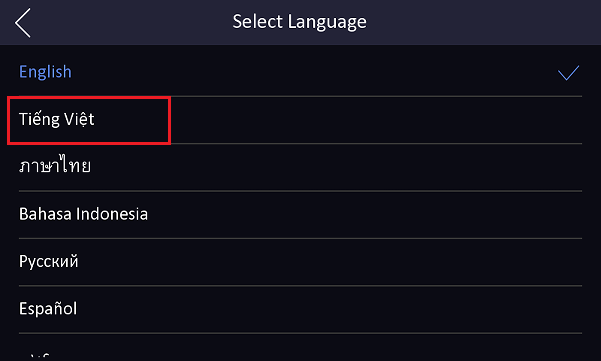 Select Language
English
Tiếng Việt
ภาษาไทย
Bahasa Indonesia
Русский
Español